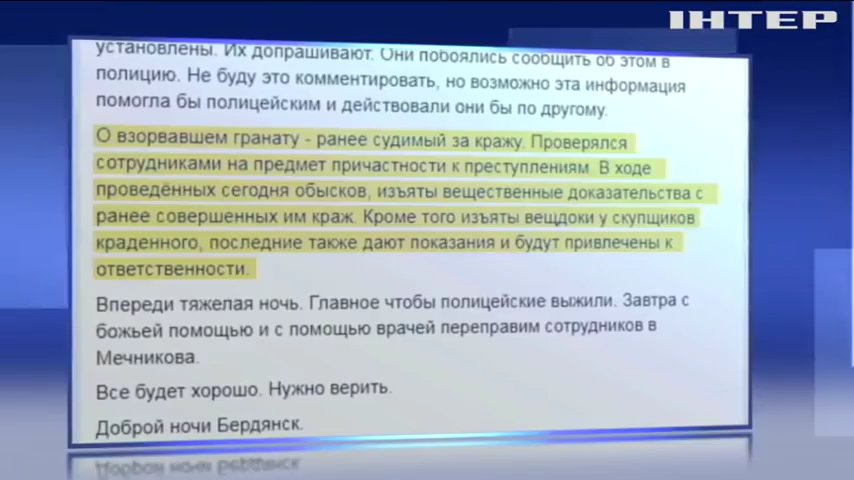 ІНТЕР
установлены. Их допрашивают. Они побоялись сообщить об этом в
полицию. Не буду это комментировать, но возможно эта информация
помогла бы полицейским и действовали они бы по другому.
О взорвавшем гранату - ранее судимый за кражу. Проверялся
сотрудниками на предмет причастности к преступлениям. В ходе
проведенных сегодня обысков, изъяты вещественные доказательства с
ранее совершенных им краж. Кроме того изъяты вещдоки у скупщиков
краденного, последние также дают показания и будут привлечены к
ответственности.
Впереди тяжелая ночь. Главное чтобы полицейские выжили. Завтра с
божьей помощью и с помощью врачей переправим сотрудников в
Мечникова.
Все будет хорошо. Нужно верить.
Доброй ночи Бердянск.